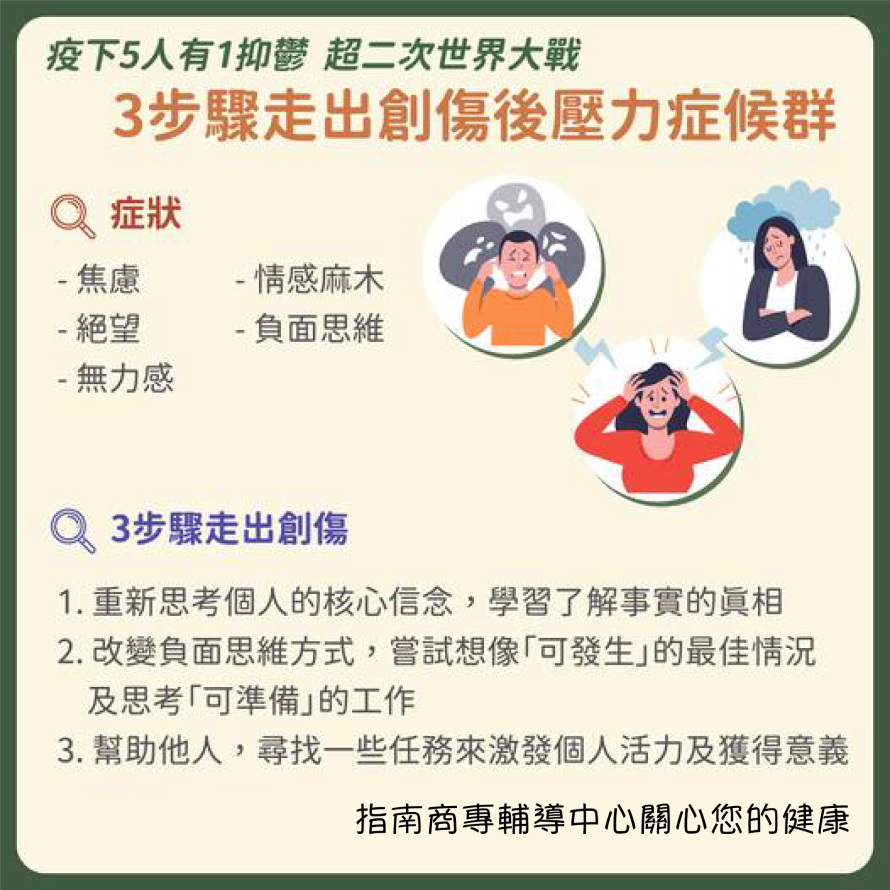 疫下5人有1抑鬱 超二次世界大戰
3步驟走出創傷後壓力症候群
症狀
- 焦慮
- 情感麻木
- 絕望
- 負面思維
- 無力感
3步驟走出創傷
1. 重新思考個人的核心信念，學習了解事實的真相
2. 改變負面思維方式，嘗試想像「可發生」的最佳情況
及思考「可準備」的工作
3. 幫助他人，尋找一些任務來激發個人活力及獲得意義
指南商專輔導中心關心您的健康